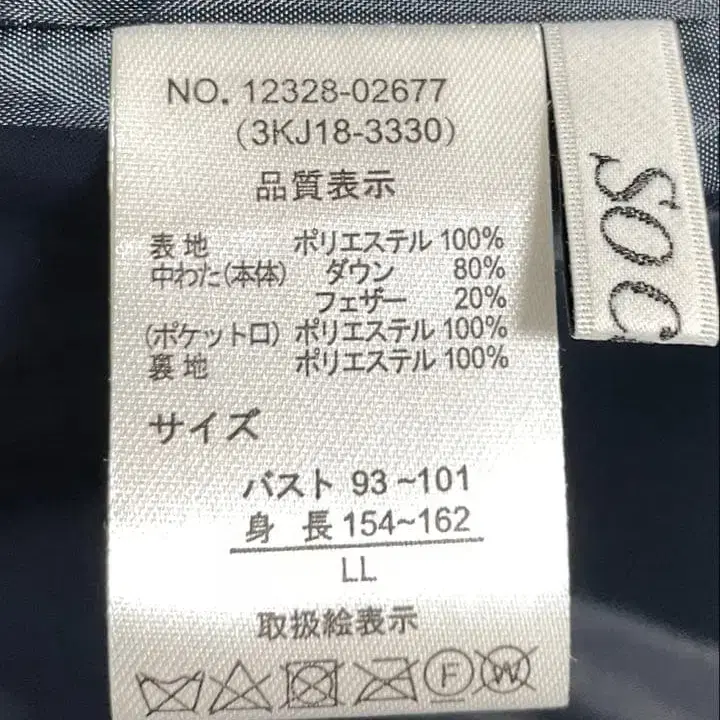 NO. 12328-02677
(3KJ18-3330)
品質表示
表地 ポリエステル 100%
中わた(本体) ダウン 80%
フェザー 20%
(ポケット口) ポリエステル 100%
裏地 ポリエステル 100%
サイズ
バスト 93~101
身長 154~162
LL
取扱絵表示
F W
SOC